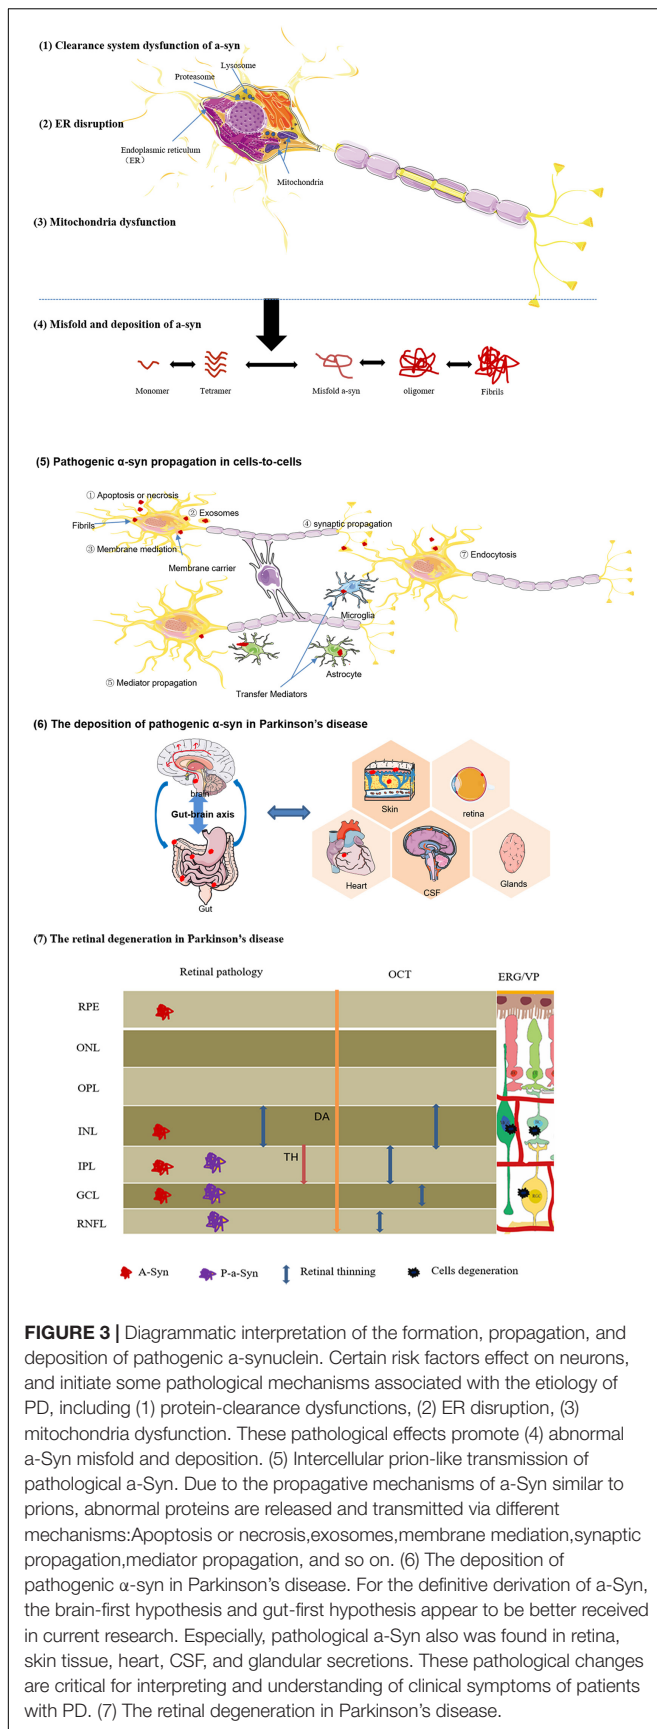 (1) Clearance system dysfunction of a-syn
Lysosome
Proteasome
(2) ER disruption
Endoplasmic reticulum
（ER）
Mitochondria
(3) Mitochondria dysfunction
(4) Misfold and deposition of a-syn
Monomer
Tetramer
Misfold a-syn
oligomer
Fibrils
(5) Pathogenic α-syn propagation in cells-to-cells
① Apoptosis or necrosis
② Exosomes
④ synaptic propagation
Fibrils
③ Membrane mediation
⑦ Endocytosis
Membrane carrier
Microglia
Astrocyte
⑤ Mediator propagation
Transfer Mediators
(6) The deposition of pathogenic α-syn in Parkinson's disease
brain
Gut-brain axis
Gut
Skin
retina
Heart
CSF
Glands
(7) The retinal degeneration in Parkinson's disease
Retinal pathology
OCT
ERG/VP
RPE
ONL
OPL
INL
DA
IPL
TH
GCL
RGC
RNFL
A-Syn
P-a-Syn
Retinal thinning
Cells degeneration
FIGURE 3 | Diagrammatic interpretation of the formation, propagation, and
deposition of pathogenic a-synuclein. Certain risk factors effect on neurons,
and initiate some pathological mechanisms associated with the etiology of
PD, including (1) protein-clearance dysfunctions, (2) ER disruption, (3)
mitochondria dysfunction. These pathological effects promote (4) abnormal
a-Syn misfold and deposition. (5) Intercellular prion-like transmission of
pathological a-Syn. Due to the propagative mechanisms of a-Syn similar to
prions, abnormal proteins are released and transmitted via different
mechanisms:Apoptosis or necrosis,exosomes,membrane mediation,synaptic
propagation,mediator propagation, and so on. (6) The deposition of
pathogenic α-syn in Parkinson's disease. For the definitive derivation of a-Syn,
the brain-first hypothesis and gut-first hypothesis appear to be better received
in current research. Especially, pathological a-Syn also was found in retina,
skin tissue, heart, CSF, and glandular secretions. These pathological changes
are critical for interpreting and understanding of clinical symptoms of patients
with PD. (7) The retinal degeneration in Parkinson's disease.